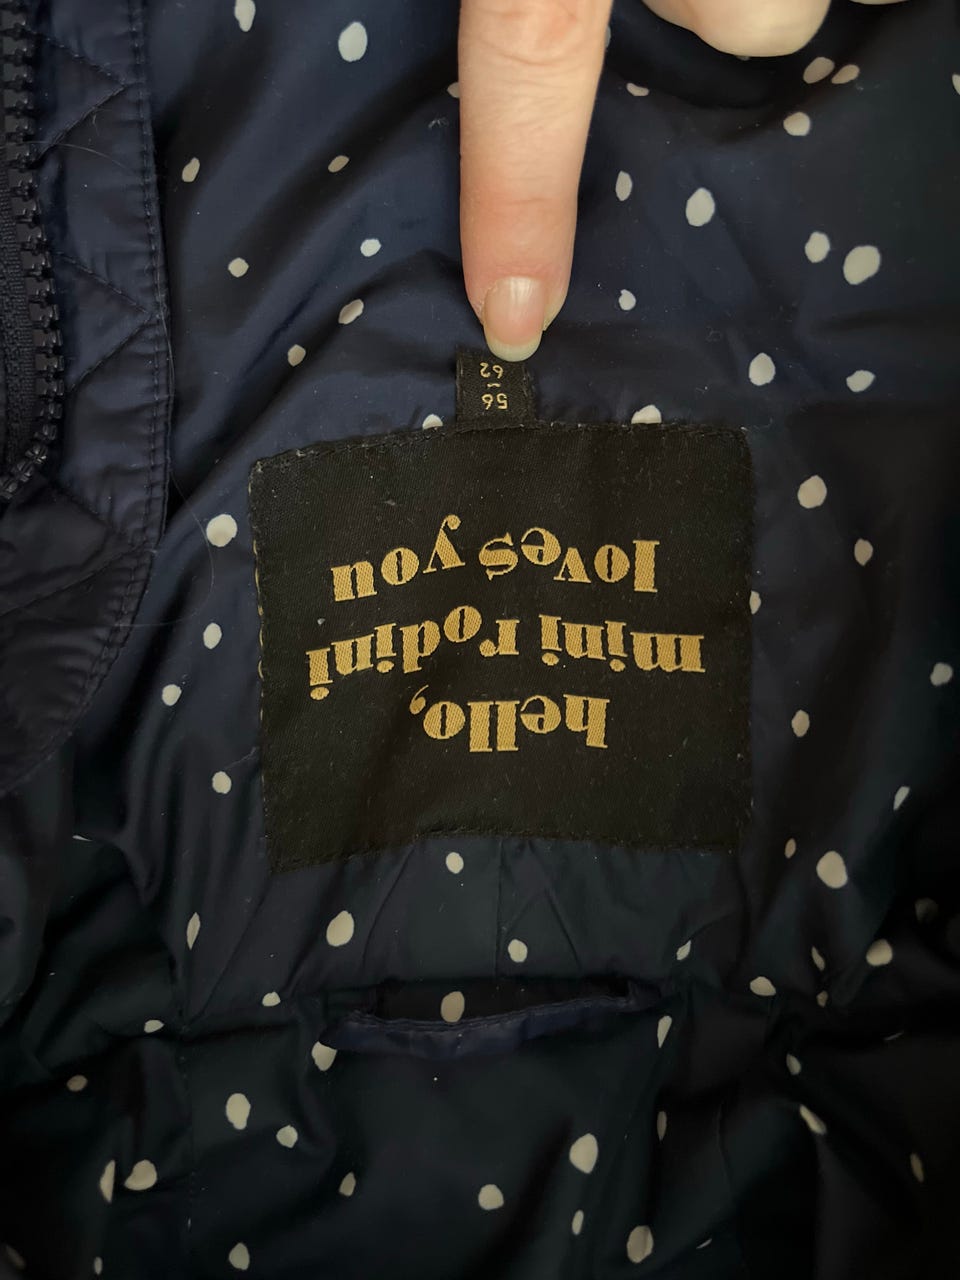 hello,
mini rodini
loves you
56-62